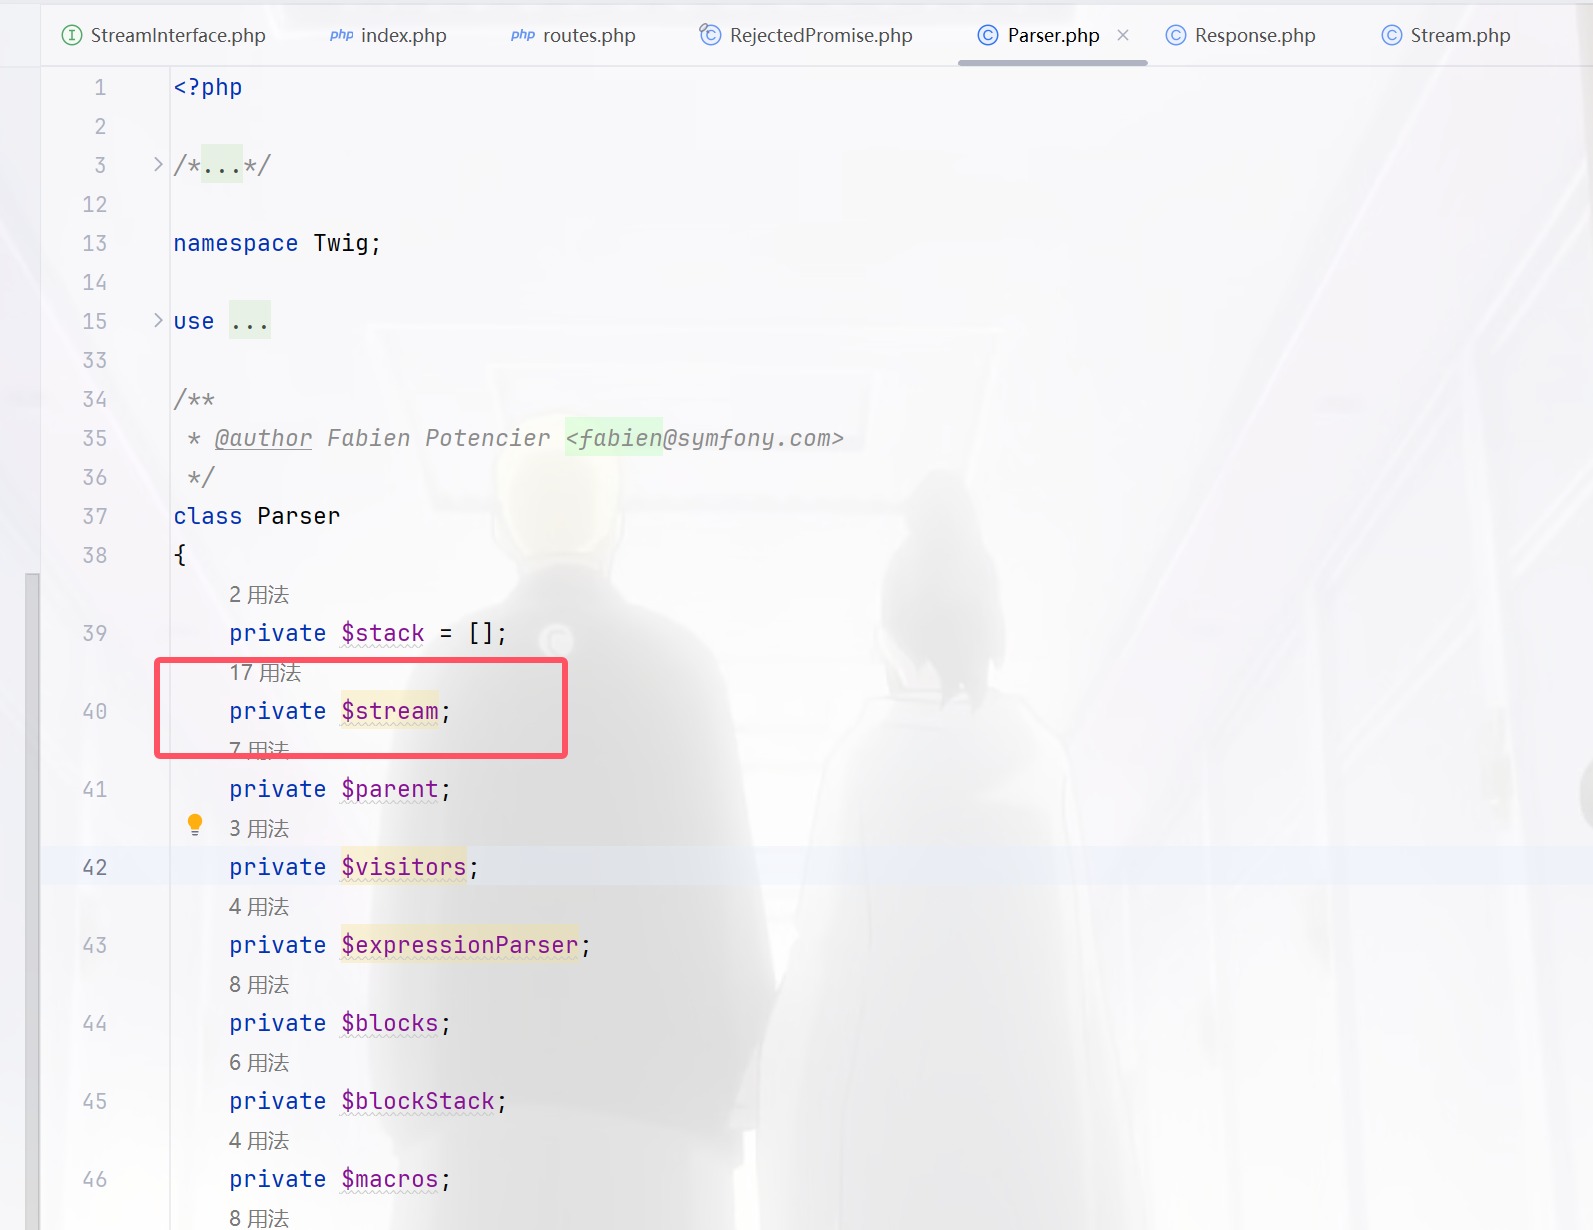 StreamInterface.php php index.php php routes.php RejectedPromise.php Parser.php Response.php Stream.php
1 <?php
2
3 /*...*/
12
13 namespace Twig;
14
15 use ...
33
34 /**
35 * @author Fabien Potencier <fabien@symfony.com>
36 */
37 class Parser
38 {
2 用法
39 private $stack = [];
17 用法
40 private $stream;
7 用法
41 private $parent;
3 用法
42 private $visitors;
4 用法
43 private $expressionParser;
8 用法
44 private $blocks;
6 用法
45 private $blockStack;
4 用法
46 private $macros;
8 用法